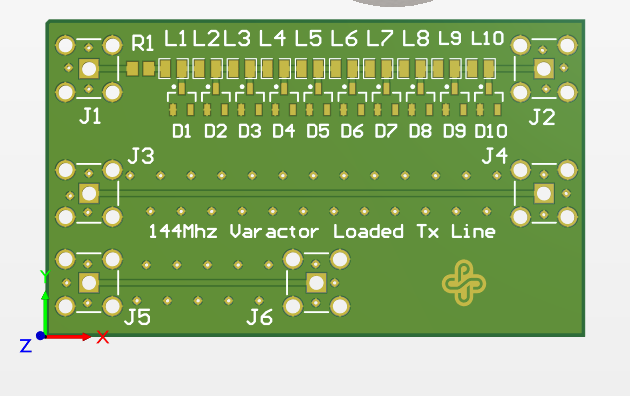 R1 L1 L2 L3 L4 L5 L6 L7 L8 L9 L10
J1 J2
D1 D2 D3 D4 D5 D6 D7 D8 D9 D10
J3 J4
144Mhz Varactor Loaded Tx Line
J5 J6
Y
Z X